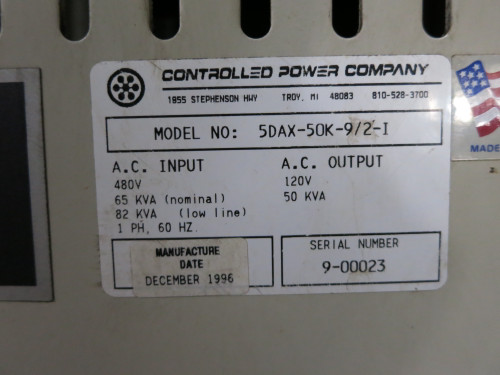 CONTROLLED POWER COMPANY
1955 STEPHENSON HWY TROY, MI 48083 810-528-3700
MODEL NO: 5DAX-50K-9/2-I
A.C. INPUT
480V
65 KVA (nominal)
82 KVA (low line)
1 PH, 60 HZ.
A.C. OUTPUT
120V
50 KVA
MANUFACTURE
DATE
DECEMBER 1996
SERIAL NUMBER
9-00023
MADE